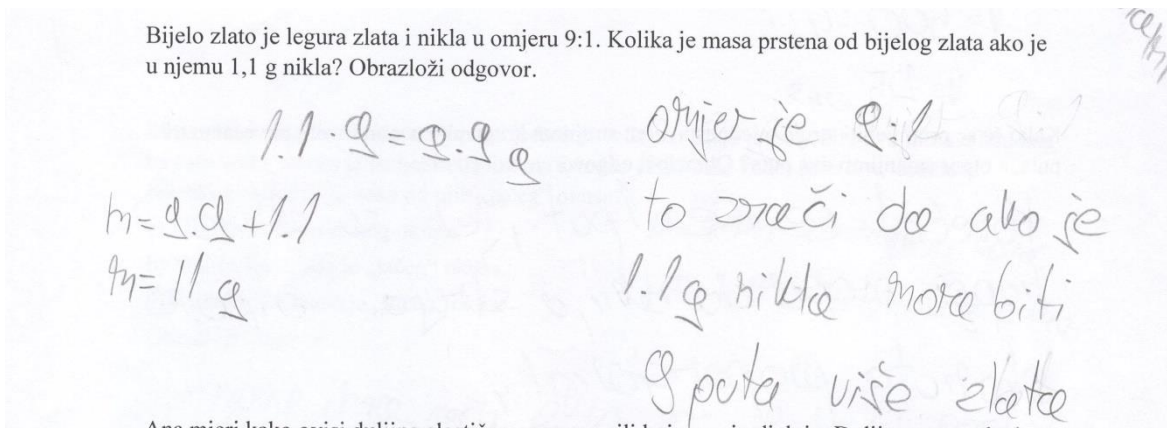 Bijelo zlato je legura zlata i nikla u omjeru 9:1. Kolika je masa prstena od bijelog zlata ako je
u njemu 1,1 g nikla? Obrazloži odgovor.
1.1 9=9.9 g
m=9.9+1.1
m=11 g
omjer je 9:1
to znači da ako je
1.1g nikla mora biti
9 puta više zlata